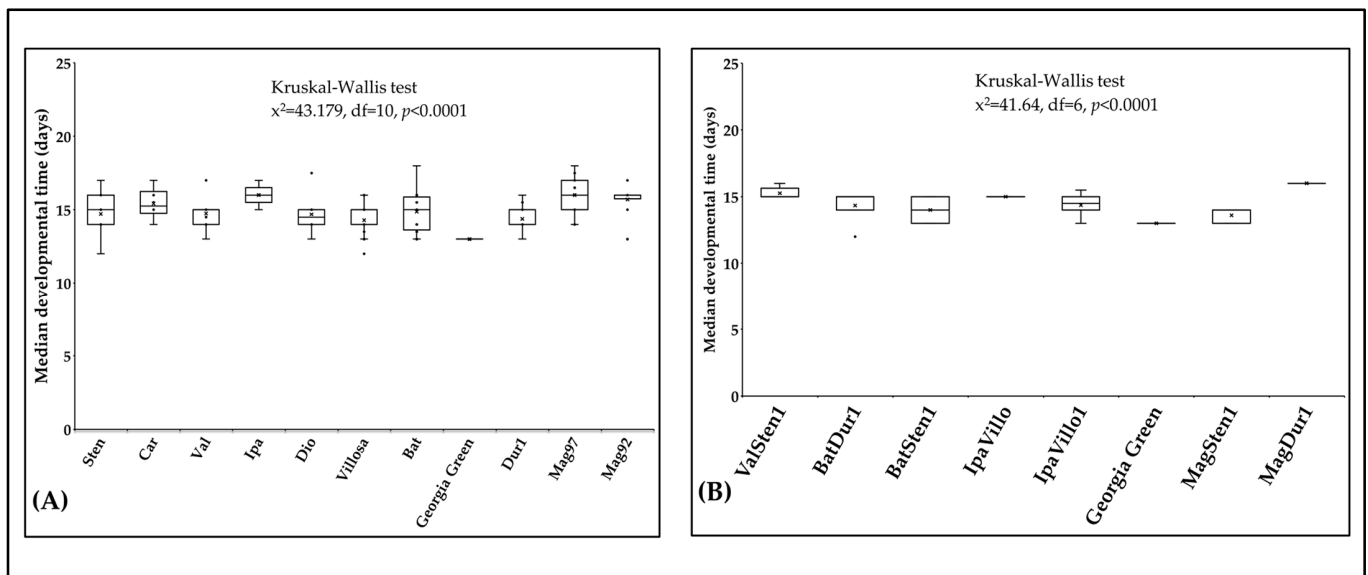 Kruskal-Wallis test
x²=43.179, df=10, p<0.0001
Median developmental time (days)
25
20
15
10
5
0
Sten
Car
Val
Ipa
Dio
Villosa
Bat
Georgia Green
Dur1
Mag97
Mag92
(A)
Kruskal-Wallis test
x²=41.64, df=6, p<0.0001
Median developmental time (days)
25
20
15
10
5
0
ValSten1
BatDur1
BatSten1
IpaVillo
IpaVillo1
Georgia Green
MagSten1
MagDur1
(B)